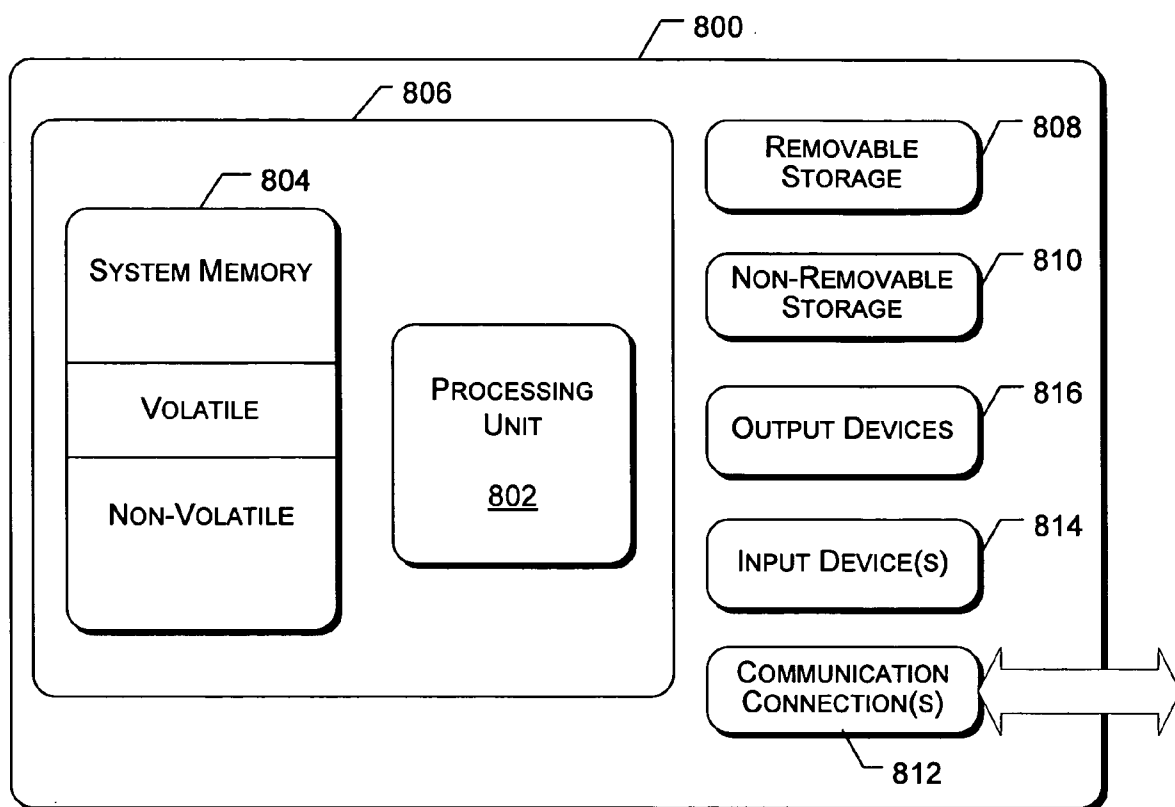 800
806
804
SYSTEM MEMORY
VOLATILE
NON-VOLATILE
PROCESSING
UNIT
802
REMOVABLE
STORAGE
808
NON-REMOVABLE
STORAGE
810
OUTPUT DEVICES
816
INPUT DEVICE(S)
814
COMMUNICATION
CONNECTION(S)
812